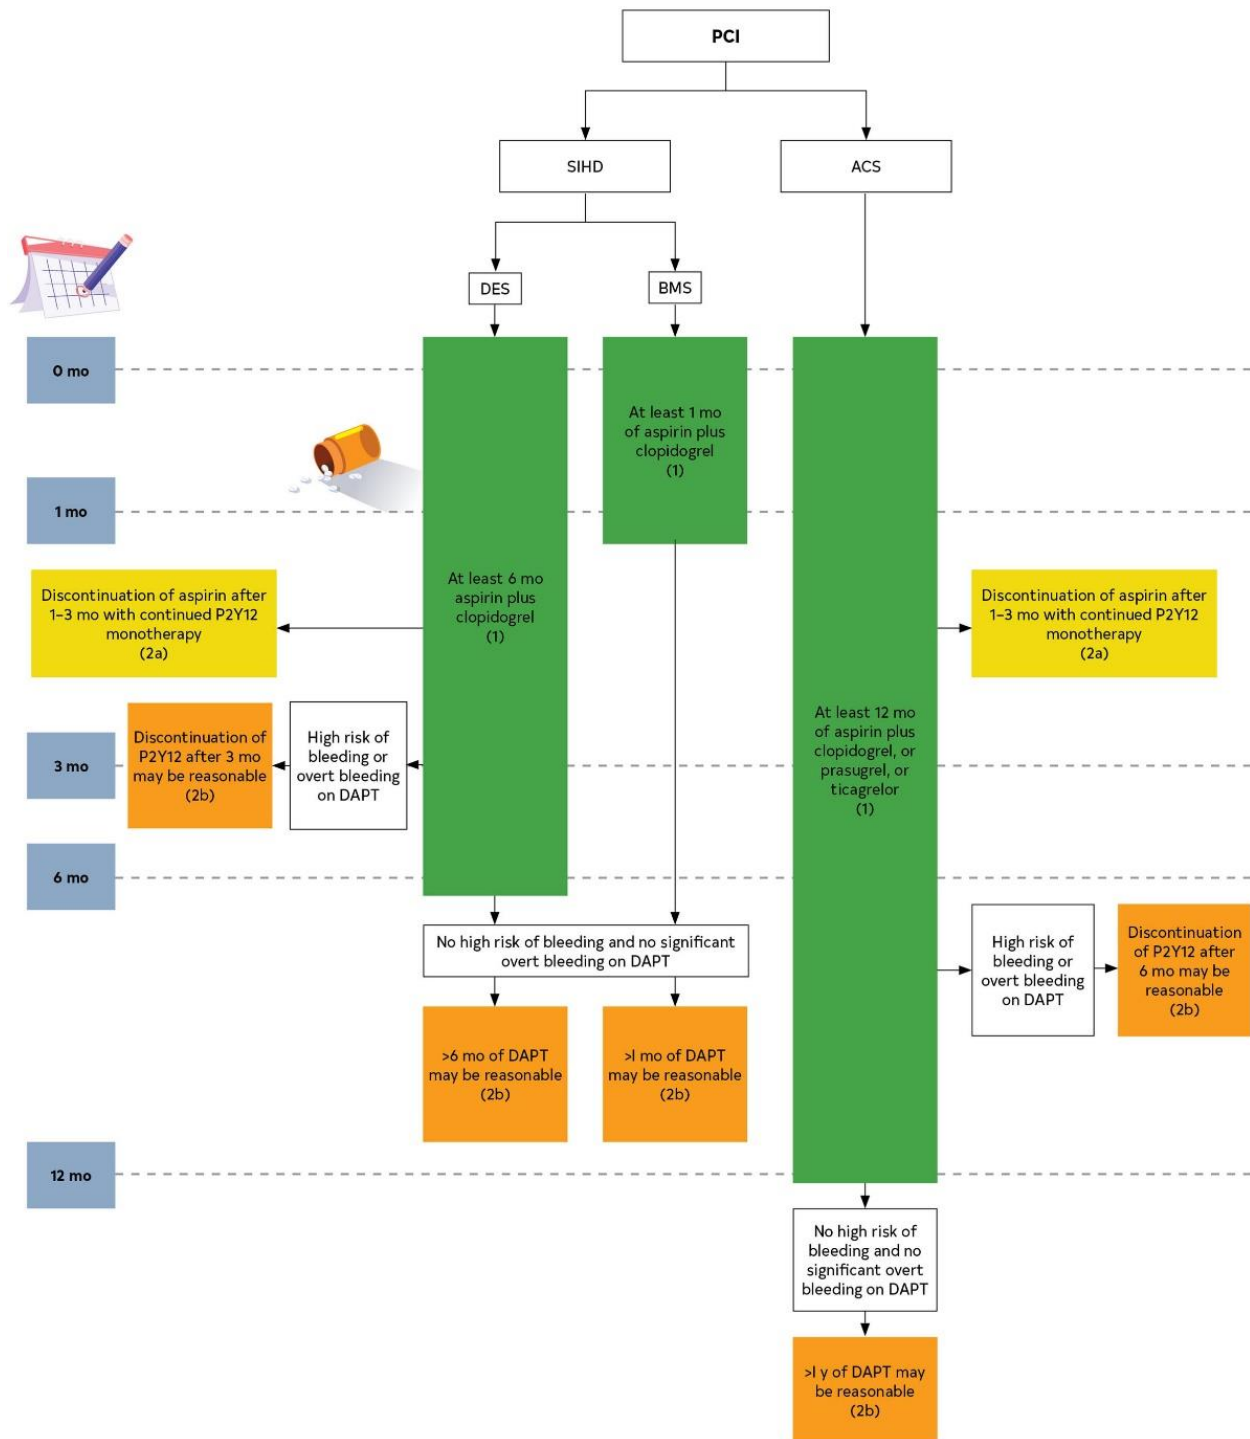 PCI
SIHD
ACS
DES
BMS
0 mo
At least 1 mo
of aspirin plus
clopidogrel
(1)
1 mo
Discontinuation of aspirin after
1–3 mo with continued P2Y12
monotherapy
(2a)
At least 6 mo
aspirin plus
clopidogrel
(1)
Discontinuation of aspirin after
1–3 mo with continued P2Y12
monotherapy
(2a)
3 mo
Discontinuation of
P2Y12 after 3 mo
may be reasonable
(2b)
High risk of
bleeding or
overt bleeding
on DAPT
At least 12 mo
of aspirin plus
clopidogrel, or
prasugrel, or
ticagrelor
(1)
6 mo
No high risk of bleeding and no significant
overt bleeding on DAPT
High risk of
bleeding or
overt bleeding
on DAPT
Discontinuation
of P2Y12 after
6 mo may be
reasonable
(2b)
>6 mo of DAPT
may be reasonable
(2b)
>I mo of DAPT
may be reasonable
(2b)
12 mo
No high risk of
bleeding and no
significant overt
bleeding on DAPT
>I y of DAPT may
be reasonable
(2b)